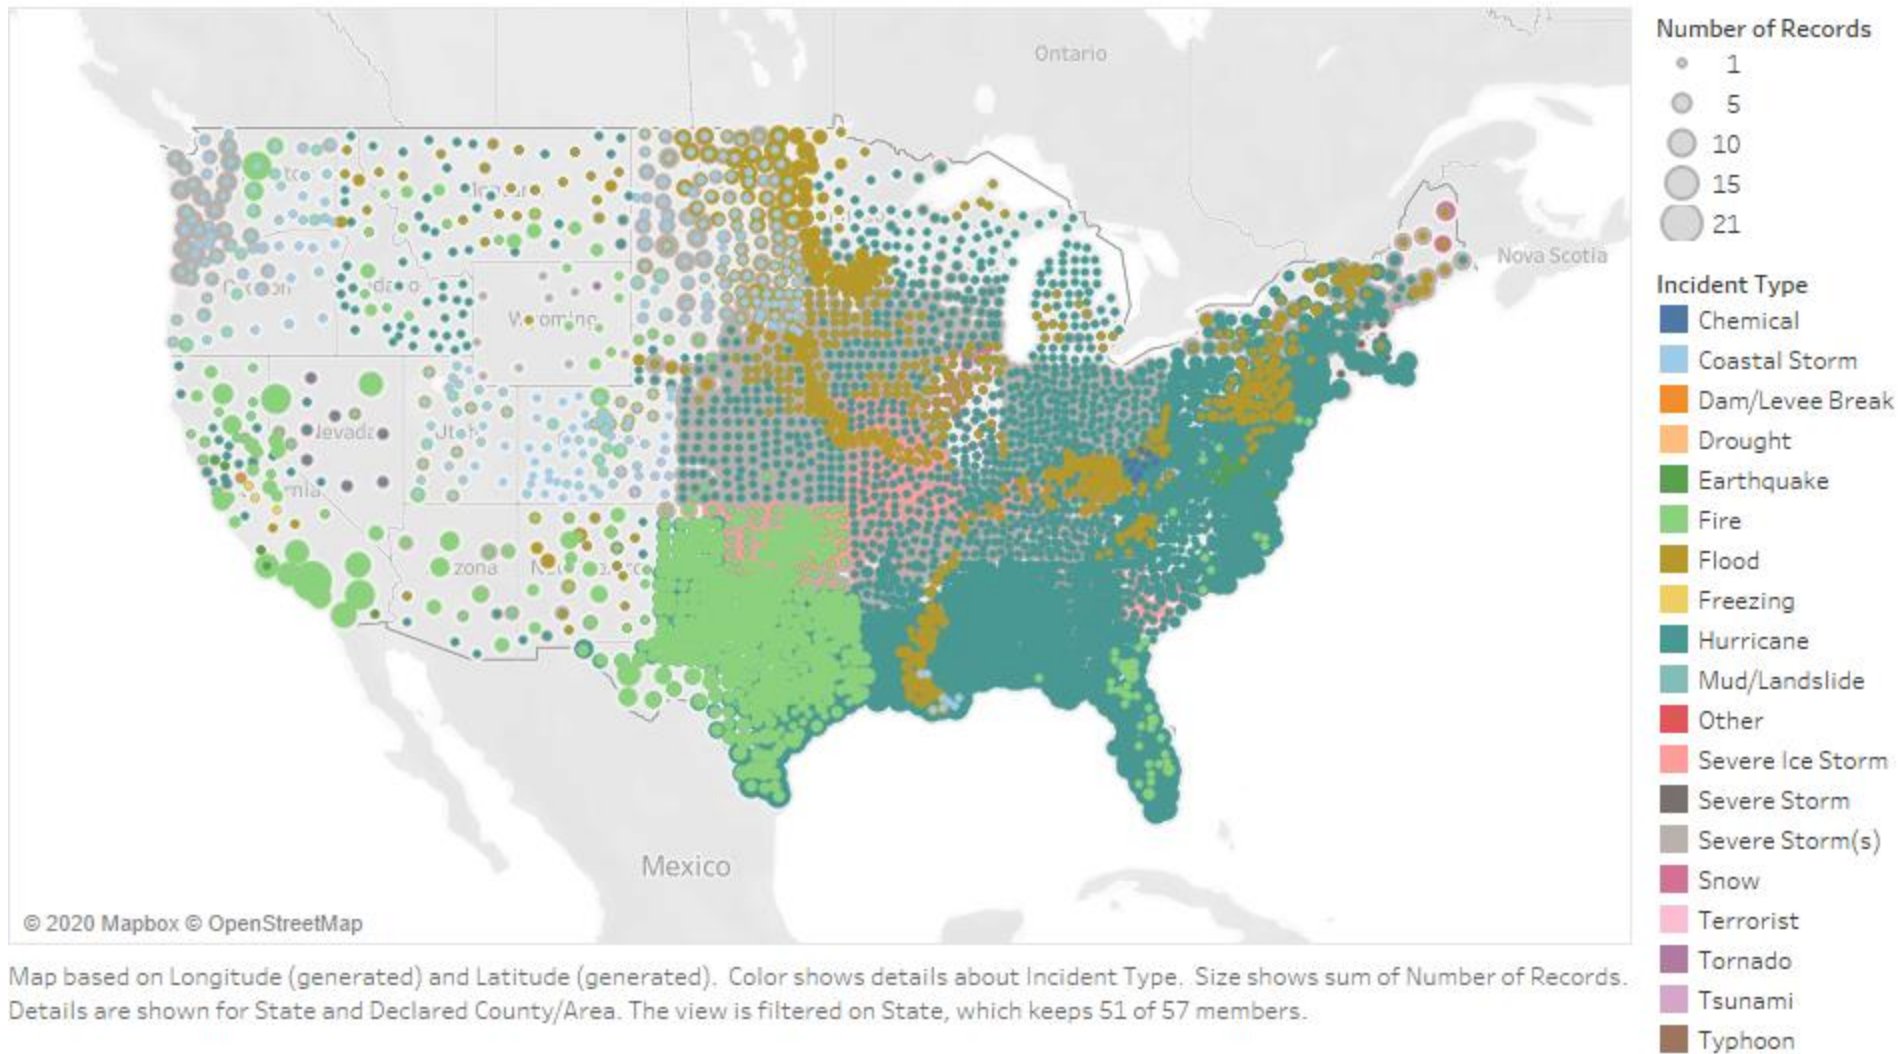 Ontario
Nova Scotia
Mexico
© 2020 Mapbox © OpenStreetMap
Number of Records
1
5
10
15
21
Incident Type
Chemical
Coastal Storm
Dam/Levee Break
Drought
Earthquake
Fire
Flood
Freezing
Hurricane
Mud/Landslide
Other
Severe Ice Storm
Severe Storm
Severe Storm(s)
Snow
Terrorist
Tornado
Tsunami
Typhoon
Map based on Longitude (generated) and Latitude (generated). Color shows details about Incident Type. Size shows sum of Number of Records.
Details are shown for State and Declared County/Area. The view is filtered on State, which keeps 51 of 57 members.